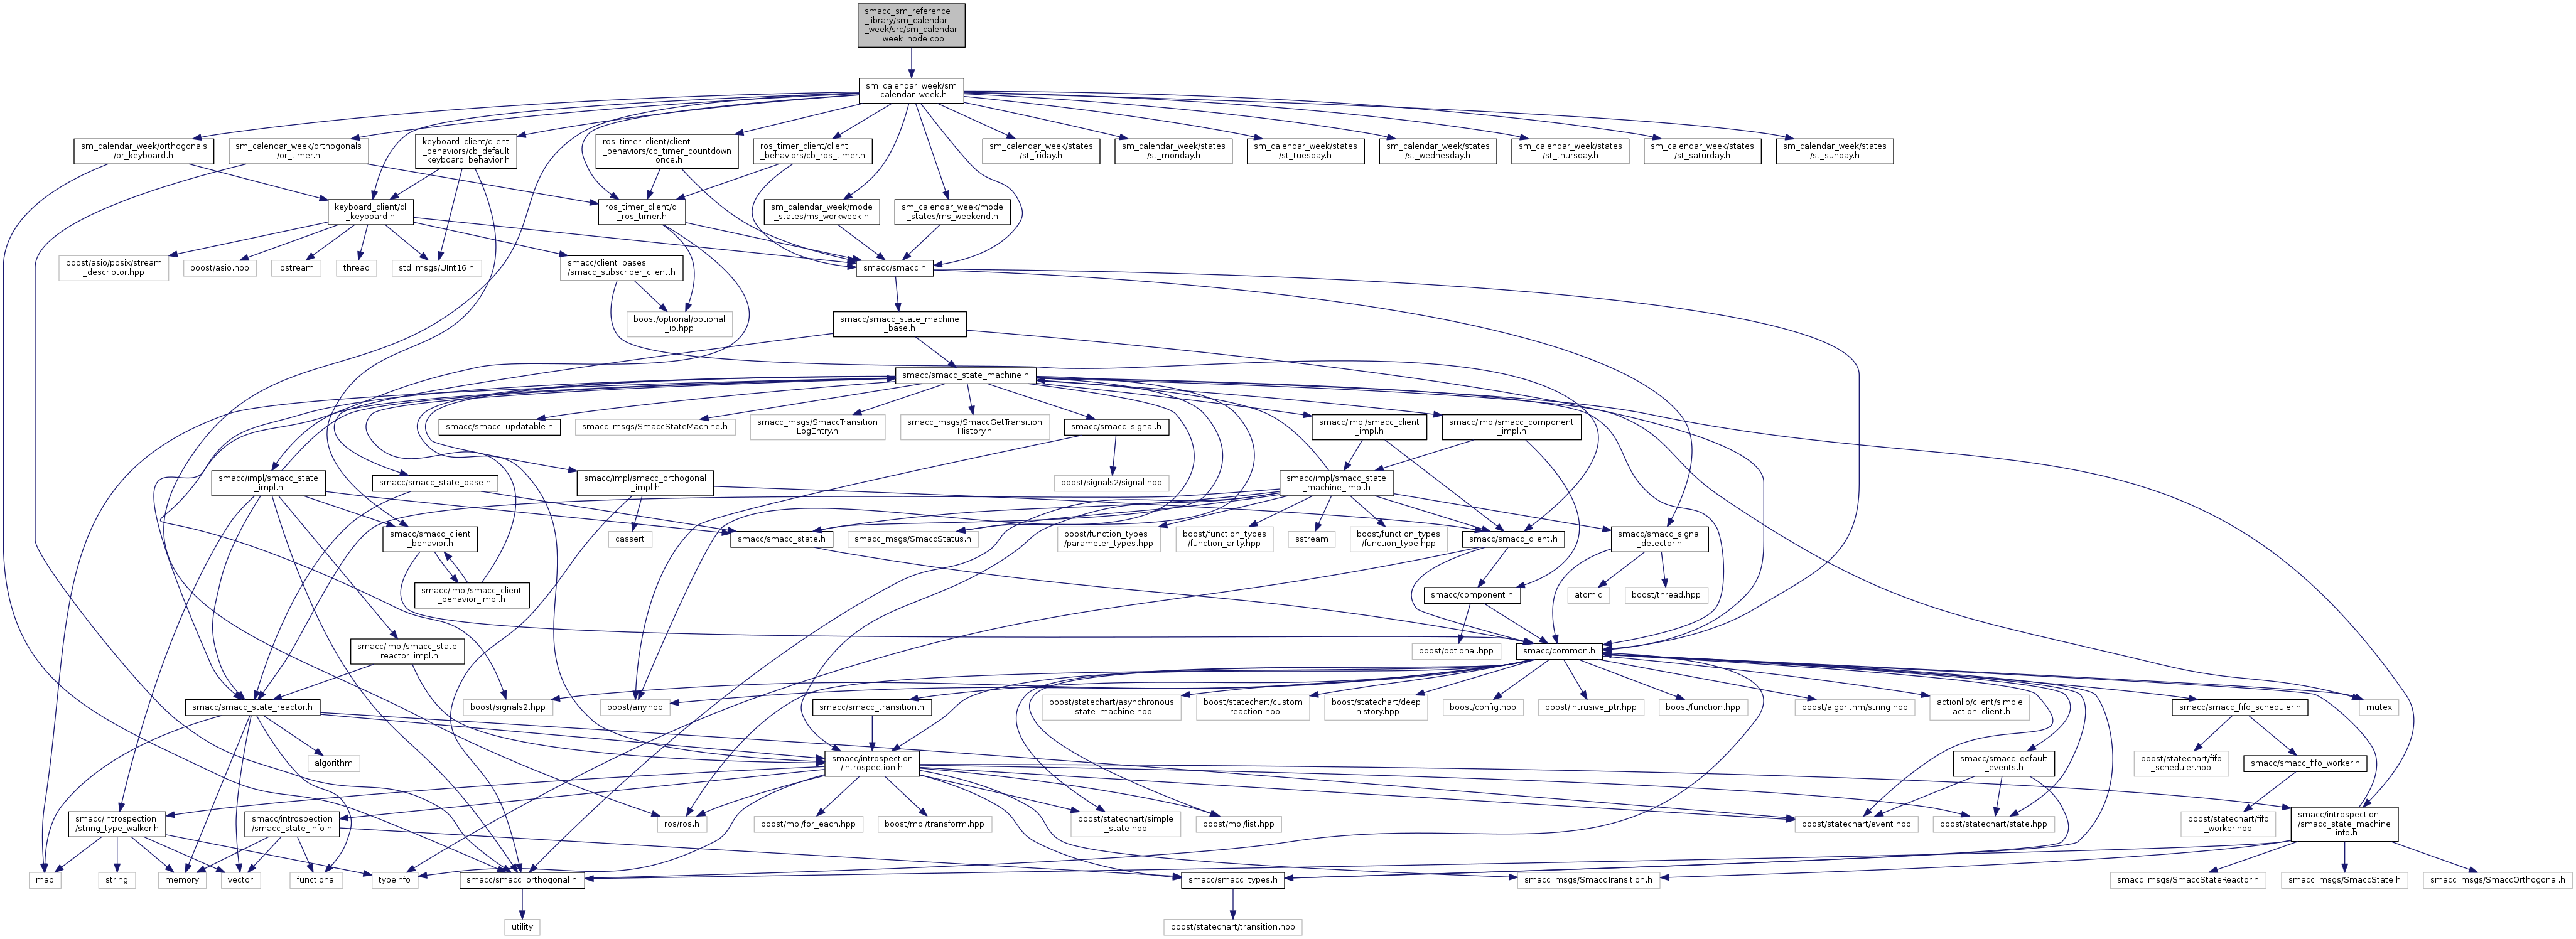 smacc_sm_reference
_library/sm_calendar
_week/src/sm_calendar
_week_node.cpp
sm_calendar_week/sm
_calendar_week.h
sm_calendar_week/orthogonals
/or_keyboard.h
sm_calendar_week/orthogonals
/or_timer.h
keyboard_client/client
_behaviors/cb_default
_keyboard_behavior.h
ros_timer_client/client
_behaviors/cb_timer_countdown
_once.h
ros_timer_client/client
_behaviors/cb_ros_timer.h
sm_calendar_week/states
/st_friday.h
sm_calendar_week/states
/st_monday.h
sm_calendar_week/states
/st_tuesday.h
sm_calendar_week/states
/st_wednesday.h
sm_calendar_week/states
/st_thursday.h
sm_calendar_week/states
/st_saturday.h
sm_calendar_week/states
/st_sunday.h
keyboard_client/cl
_keyboard.h
ros_timer_client/cl
_ros_timer.h
sm_calendar_week/mode
_states/ms_workweek.h
sm_calendar_week/mode
_states/ms_weekend.h
boost/asio/posix/stream
_descriptor.hpp
boost/asio.hpp
iostream
thread
std_msgs/UInt16.h
smacc/client_bases
/smacc_subscriber_client.h
smacc/smacc.h
boost/optional/optional
_io.hpp
smacc/smacc_state_machine
_base.h
smacc/smacc_state_machine.h
smacc/smacc_updatable.h
smacc_msgs/SmaccStateMachine.h
smacc_msgs/SmaccTransition
LogEntry.h
smacc_msgs/SmaccGetTransition
History.h
smacc/smacc_signal.h
smacc/impl/smacc_client
_impl.h
smacc/impl/smacc_component
_impl.h
smacc/impl/smacc_state
_impl.h
smacc/smacc_state_base.h
smacc/impl/smacc_orthogonal
_impl.h
boost/signals2/signal.hpp
smacc/impl/smacc_state
_machine_impl.h
smacc/smacc_client
_behavior.h
cassert
smacc/smacc_state.h
smacc_msgs/SmaccStatus.h
boost/function_types
/parameter_types.hpp
boost/function_types
/function_arity.hpp
sstream
boost/function_types
/function_type.hpp
smacc/smacc_client.h
smacc/smacc_signal
_detector.h
smacc/impl/smacc_client
_behavior_impl.h
smacc/component.h
atomic
boost/thread.hpp
smacc/impl/smacc_state
_reactor_impl.h
boost/optional.hpp
smacc/common.h
smacc/smacc_state_reactor.h
boost/signals2.hpp
boost/any.hpp
smacc/smacc_transition.h
boost/statechart/asynchronous
_state_machine.hpp
boost/statechart/custom
_reaction.hpp
boost/statechart/deep
_history.hpp
boost/config.hpp
boost/intrusive_ptr.hpp
boost/function.hpp
boost/algorithm/string.hpp
actionlib/client/simple
_action_client.h
smacc/smacc_fifo_scheduler.h
mutex
algorithm
smacc/introspection
/introspection.h
smacc/smacc_default
_events.h
boost/statechart/fifo
_scheduler.hpp
smacc/smacc_fifo_worker.h
smacc/introspection
/string_type_walker.h
smacc/introspection
/smacc_state_info.h
ros/ros.h
boost/mpl/for_each.hpp
boost/mpl/transform.hpp
boost/statechart/simple
_state.hpp
boost/mpl/list.hpp
boost/statechart/event.hpp
boost/statechart/state.hpp
boost/statechart/fifo
_worker.hpp
smacc/introspection
/smacc_state_machine
_info.h
map
string
memory
vector
functional
typeinfo
smacc/smacc_orthogonal.h
smacc/smacc_types.h
smacc_msgs/SmaccTransition.h
smacc_msgs/SmaccStateReactor.h
smacc_msgs/SmaccState.h
smacc_msgs/SmaccOrthogonal.h
utility
boost/statechart/transition.hpp